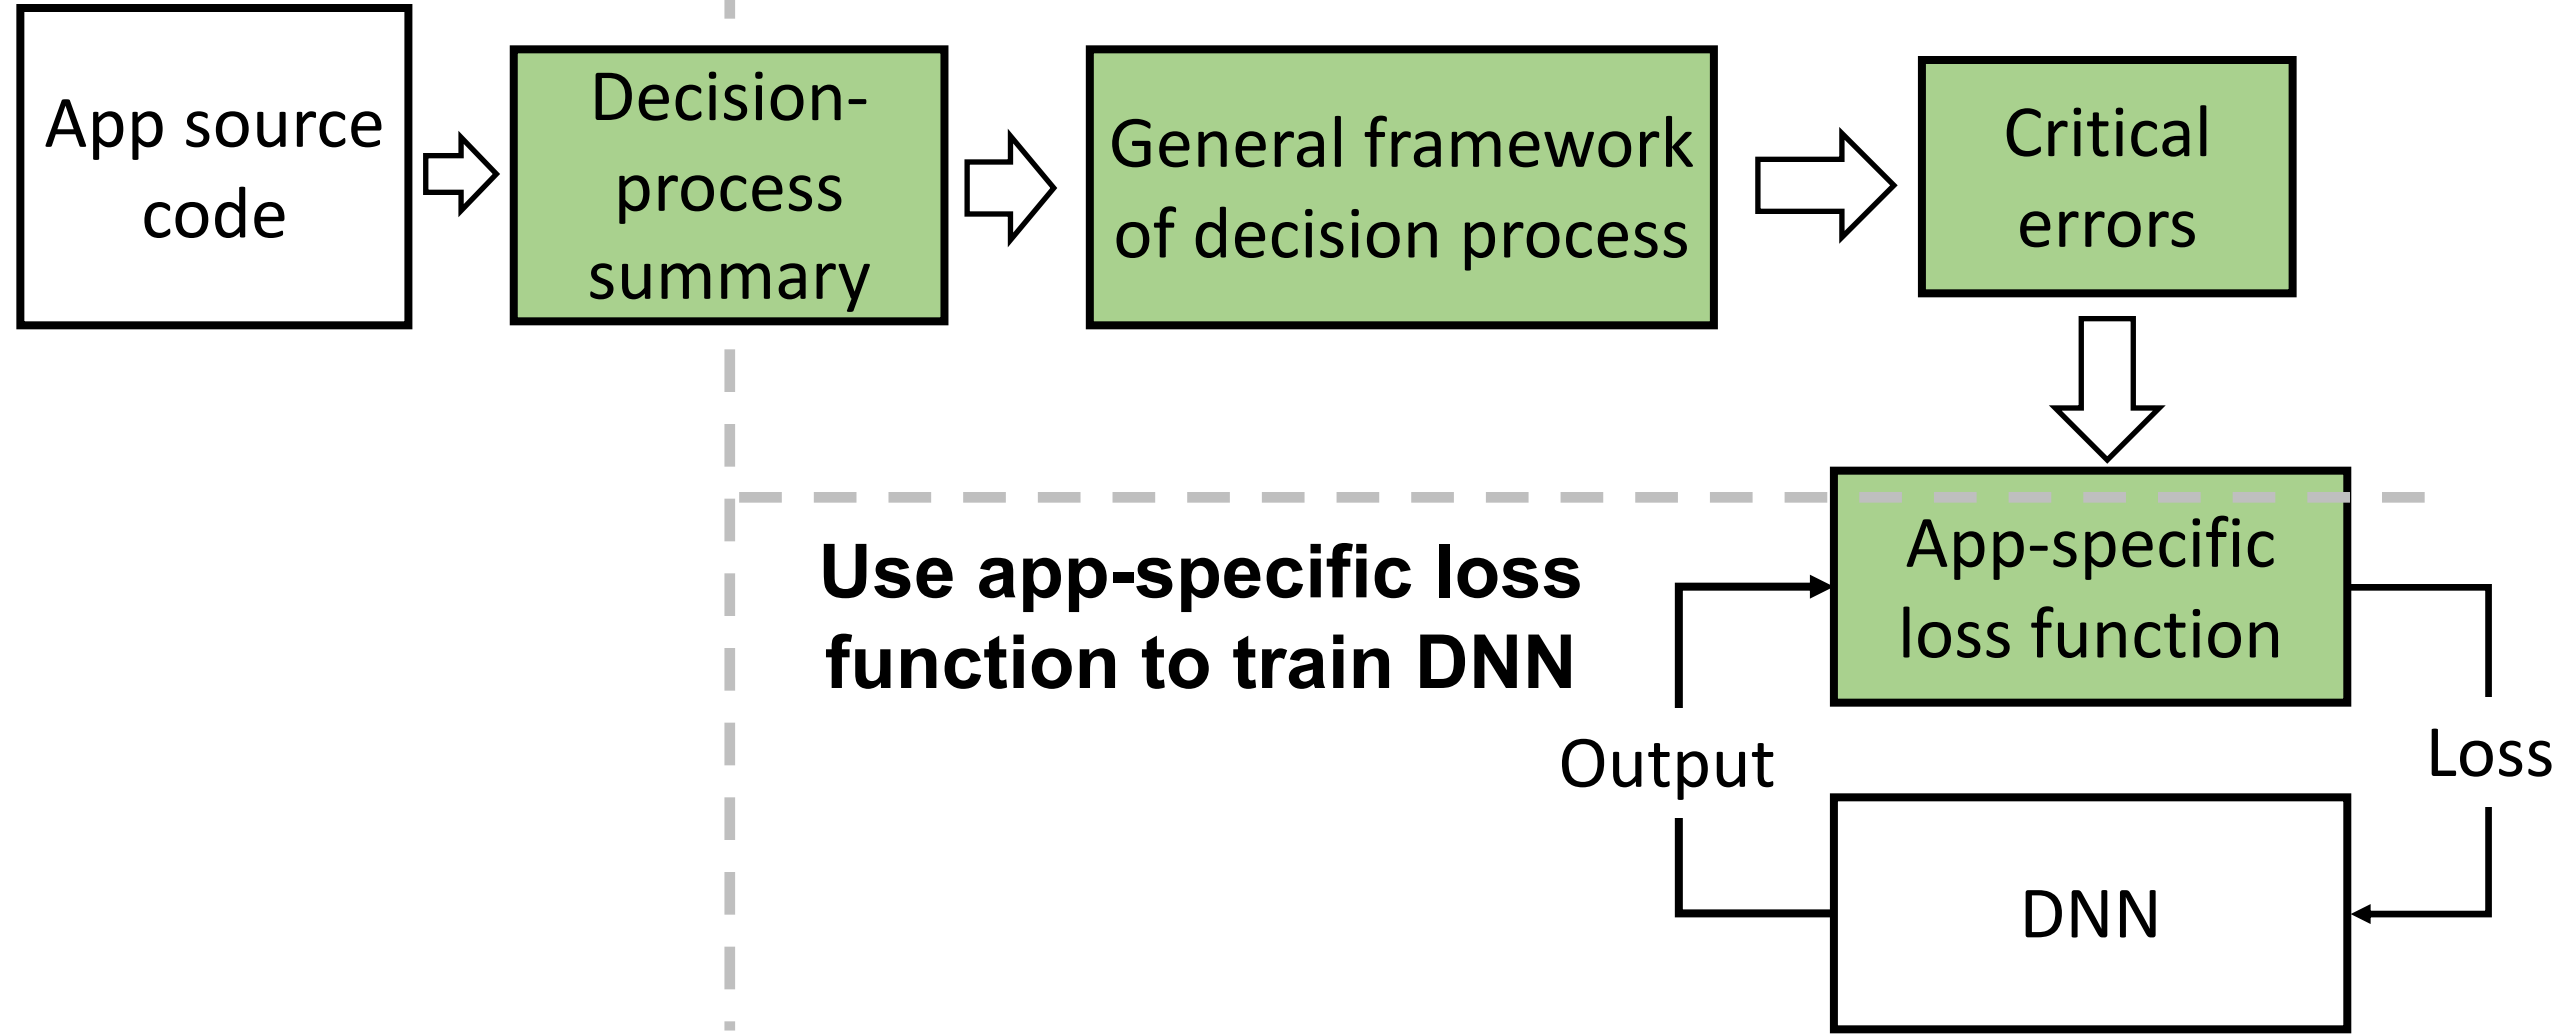 App source
code
Decision-
process
summary
General framework
of decision process
Critical
errors
Use app-specific loss
function to train DNN
App-specific
loss function
Output
Loss
DNN